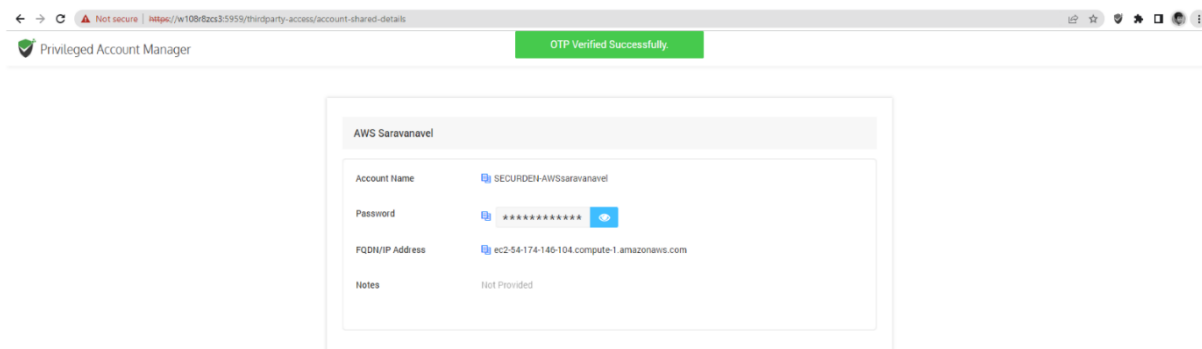 Not secure | https://w108r8zcs3:5959/thirdparty-access/account-shared-details
Privileged Account Manager
OTP Verified Successfully.
AWS Saravanavel
Account Name SECURDEN-AWSsaravanavel
Password ************
FQDN/IP Address ec2-54-174-146-104.compute-1.amazonaws.com
Notes Not Provided